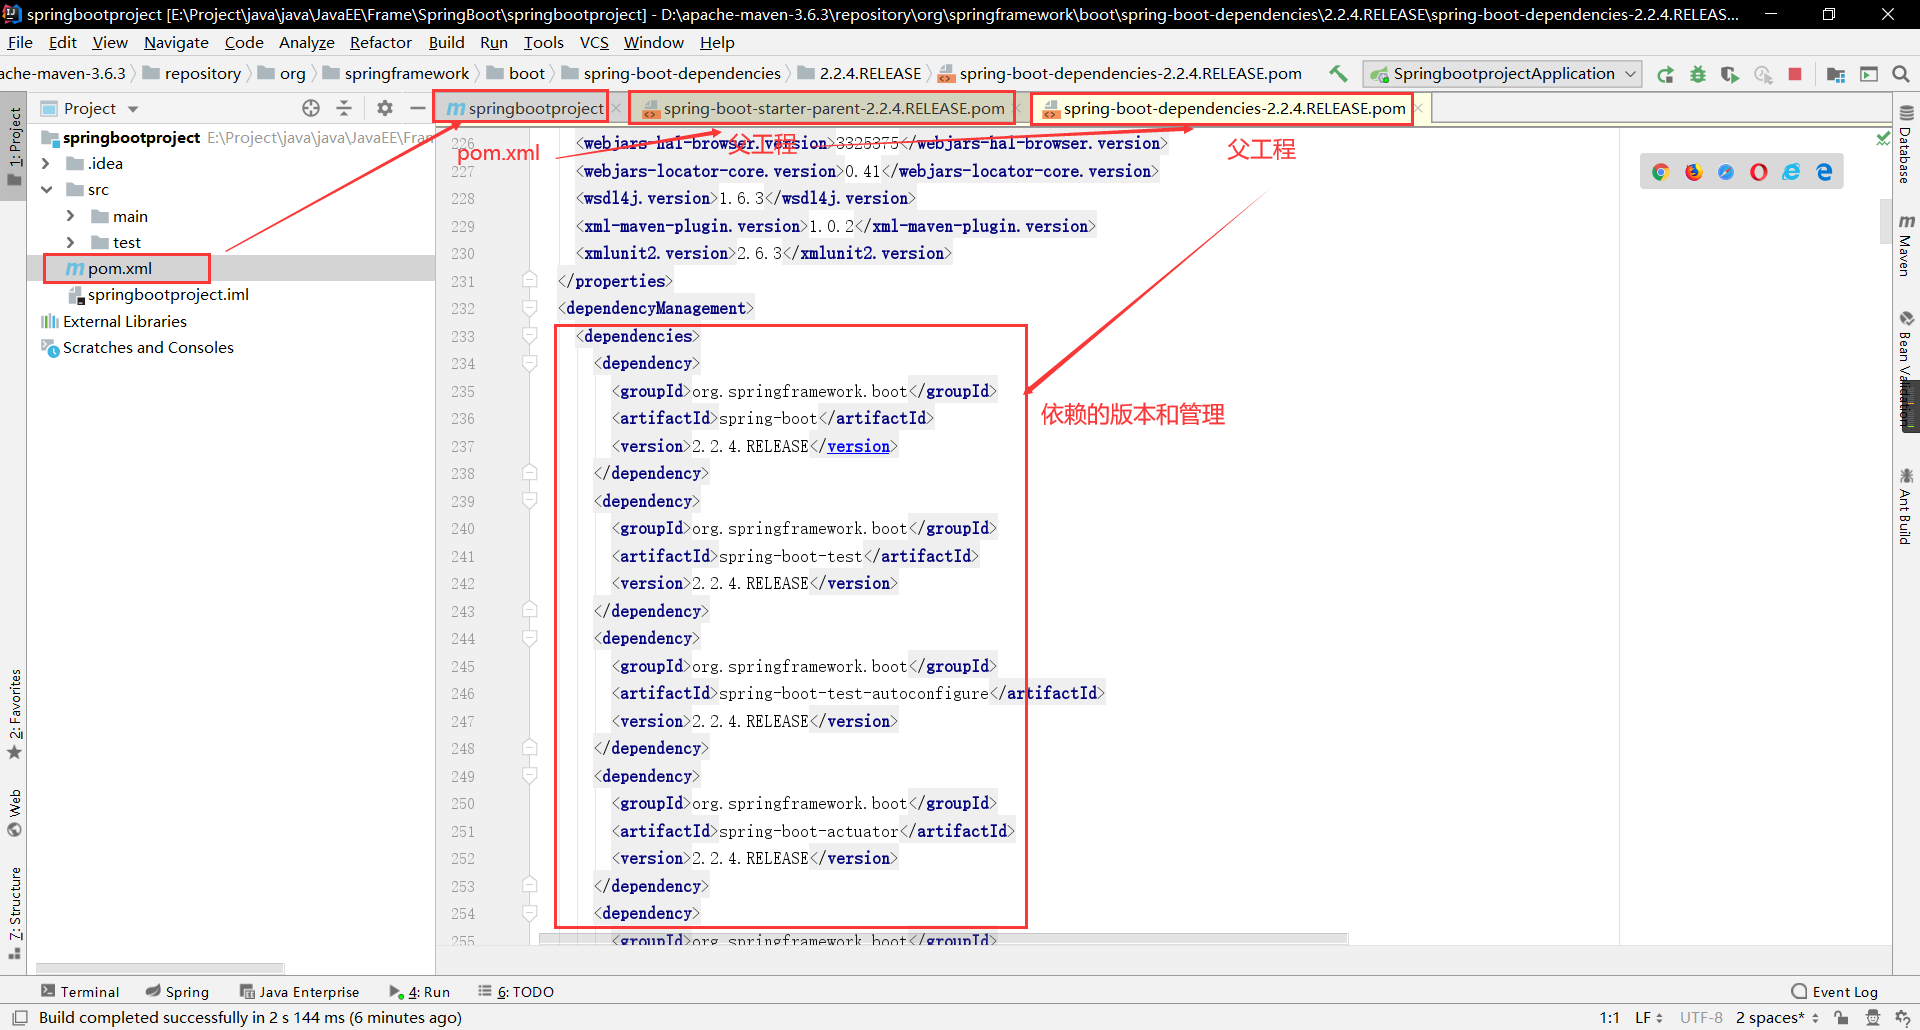 springbootproject [E:\Project\java\java\JavaEE\Frame\SpringBoot\springbootproject] - D:\apache-maven-3.6.3\repository\org\springframework\boot\spring-boot-dependencies\2.2.4.RELEASE\spring-boot-dependencies-2.2.4.RELEAS...
File Edit View Navigate Code Analyze Refactor Build Run Tools VCS Window Help
ache-maven-3.6.3 repository org springframework boot spring-boot-dependencies 2.2.4.RELEASE spring-boot-dependencies-2.2.4.RELEASE.pom SpringbootprojectApplication
Project springbootproject spring-boot-starter-parent-2.2.4.RELEASE.pom spring-boot-dependencies-2.2.4.RELEASE.pom
1: Project
springbootproject E:\Project\java\java\JavaEE\Fran
.idea
src
main
test
pom.xml
springbootproject.iml
External Libraries
Scratches and Consoles
pom.xml
父工程
父工程
226 <webjars-hal-browser.version>3325375</webjars-hal-browser.version>
227 <webjars-locator-core.version>0.41</webjars-locator-core.version>
228 <wsdl4j.version>1.6.3</wsdl4j.version>
229 <xml-maven-plugin.version>1.0.2</xml-maven-plugin.version>
230 <xmlunit2.version>2.6.3</xmlunit2.version>
231 </properties>
232 <dependencyManagement>
233 <dependencies>
234 <dependency>
235 <groupId>org.springframework.boot</groupId>
236 <artifactId>spring-boot</artifactId>
237 <version>2.2.4.RELEASE</version>
238 </dependency>
239 <dependency>
240 <groupId>org.springframework.boot</groupId>
241 <artifactId>spring-boot-test</artifactId>
242 <version>2.2.4.RELEASE</version>
243 </dependency>
244 <dependency>
245 <groupId>org.springframework.boot</groupId>
246 <artifactId>spring-boot-test-autoconfigure</artifactId>
247 <version>2.2.4.RELEASE</version>
248 </dependency>
249 <dependency>
250 <groupId>org.springframework.boot</groupId>
251 <artifactId>spring-boot-actuator</artifactId>
252 <version>2.2.4.RELEASE</version>
253 </dependency>
254 <dependency>
255 <groupId>org.springframework.boot</groupId>
依赖的版本和管理
Database
Maven
Bean Validation
Ant Build
2: Favorites
Web
7: Structure
Terminal Spring Java Enterprise 4: Run 6: TODO Event Log
Build completed successfully in 2 s 144 ms (6 minutes ago) 1:1 LF UTF-8 2 spaces*